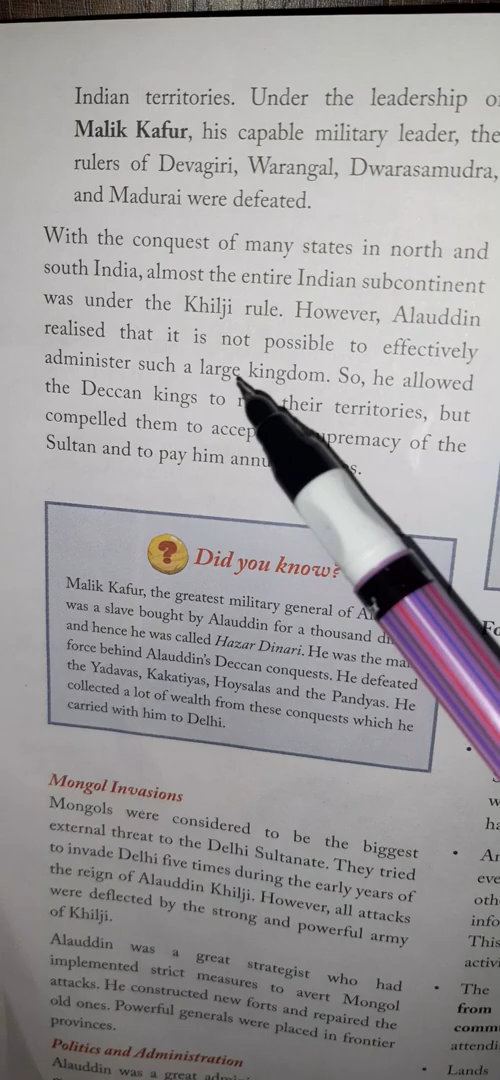 Indian territories. Under the leadership
Malik Kafur, his capable military leader, the
rulers of Devagiri, Warangal, Dwarasamudra,
and Madurai were defeated.
With the conquest of many states in north and
south India, almost the entire Indian subcontinent
was under the Khilji rule. However, Alauddin
realised that it is not possible to effectively
administer such a large kingdom. So, he allowed
the Deccan kings to their territories, but
compelled them to of the
Sultan and to pay him
? Did you know?
Malik Kafur, the greatest military general of
was a slave bought by Alauddin for a thousand
and hence he was called Hazar Dinari. He was the
force behind Alauddin's Deccan conquests. He defeated
the Yadavas, Kakatiyas, Hoysalas and the Pandyas. He
collected a lot of wealth from these conquests which he
carried with him to Delhi.
Mongol Invasions
Mongols were considered to be the biggest
external threat to the Delhi Sultanate. They tried
to invade Delhi five times during the early years of
the reign of Alauddin Khilji. However, all attacks
were deflected by the strong and powerful army
of Khilji.
Alauddin was a great strategist who had
implemented strict measures to avert Mongol
attacks. He constructed new forts and repaired the
old ones. Powerful generals were placed in frontier
provinces.
Politics and Administration
Alauddin was a great
The
from
Lands